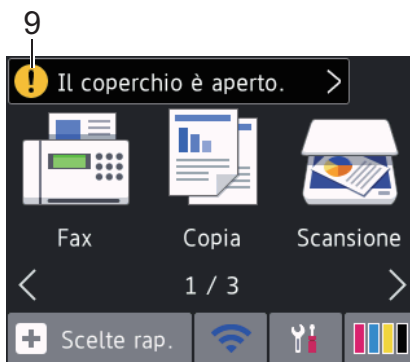 9
Il coperchio è aperto.
Fax Copia Scansione
1 / 3
Scelte rap.